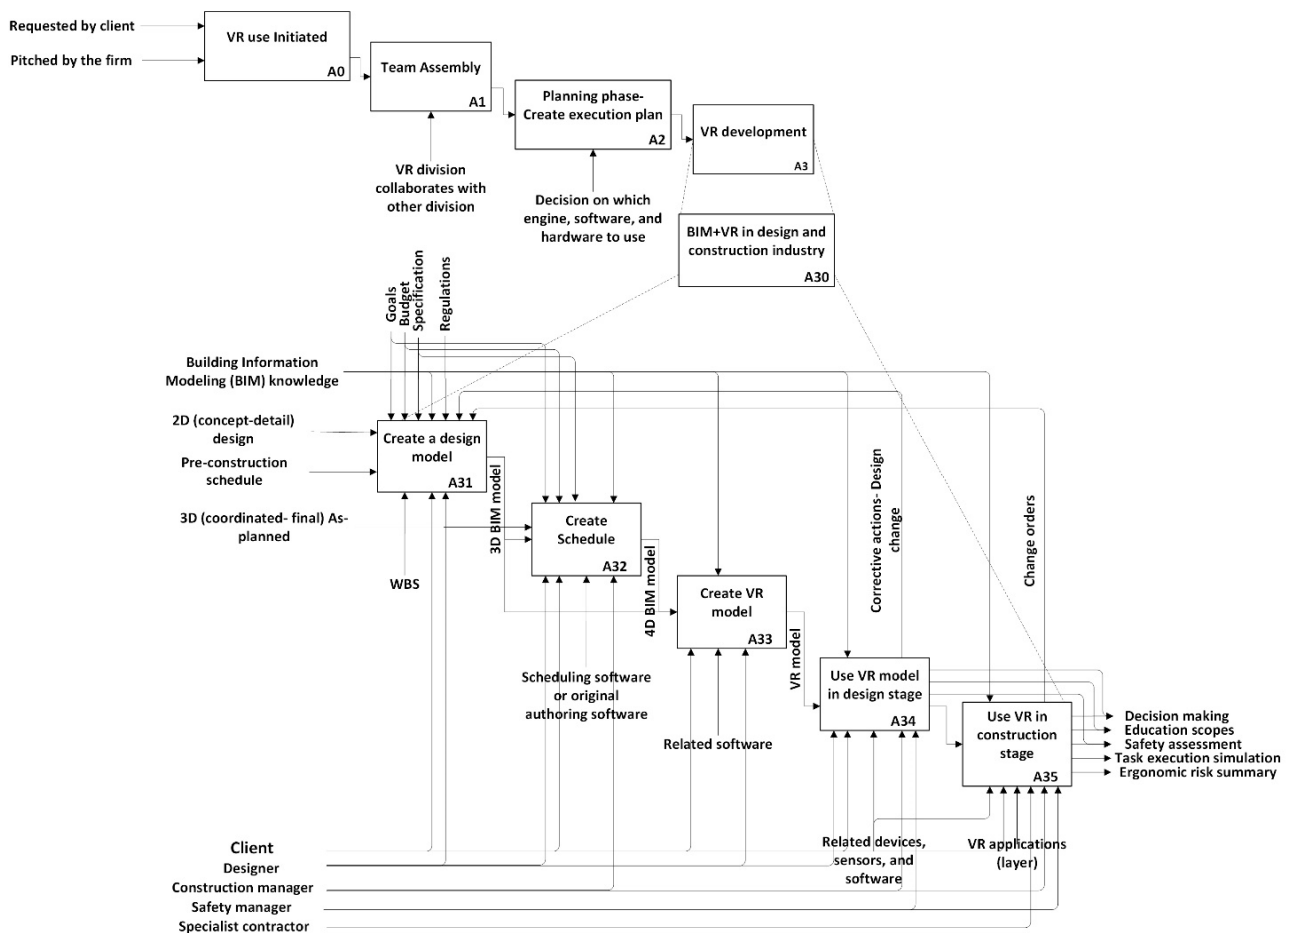 Requested by client
Pitched by the firm
VR use Initiated
A0
Team Assembly
A1
VR division
collaborates with
other division
Planning phase-
Create execution plan
A2
Decision on which
engine, software, and
hardware to use
VR development
A3
BIM+VR in design and
construction industry
A30
Goals
Budget
Specification
Regulations
Building Information
Modeling (BIM) knowledge
2D (concept-detail)
design
Pre-construction
schedule
3D (coordinated- final) As-
planned
Create a design
model
A31
WBS
3D BIM model
Create
Schedule
A32
4D BIM model
Scheduling software
or original
authoring software
Create VR
model
A33
VR model
Related software
Corrective actions- Design
change
Change orders
Use VR model
in design stage
A34
Use VR in
construction
stage
A35
Decision making
Education scopes
Safety assessment
Task execution simulation
Ergonomic risk summary
Related devices,
sensors, and
software
VR applications
(layer)
Client
Designer
Construction manager
Safety manager
Specialist contractor